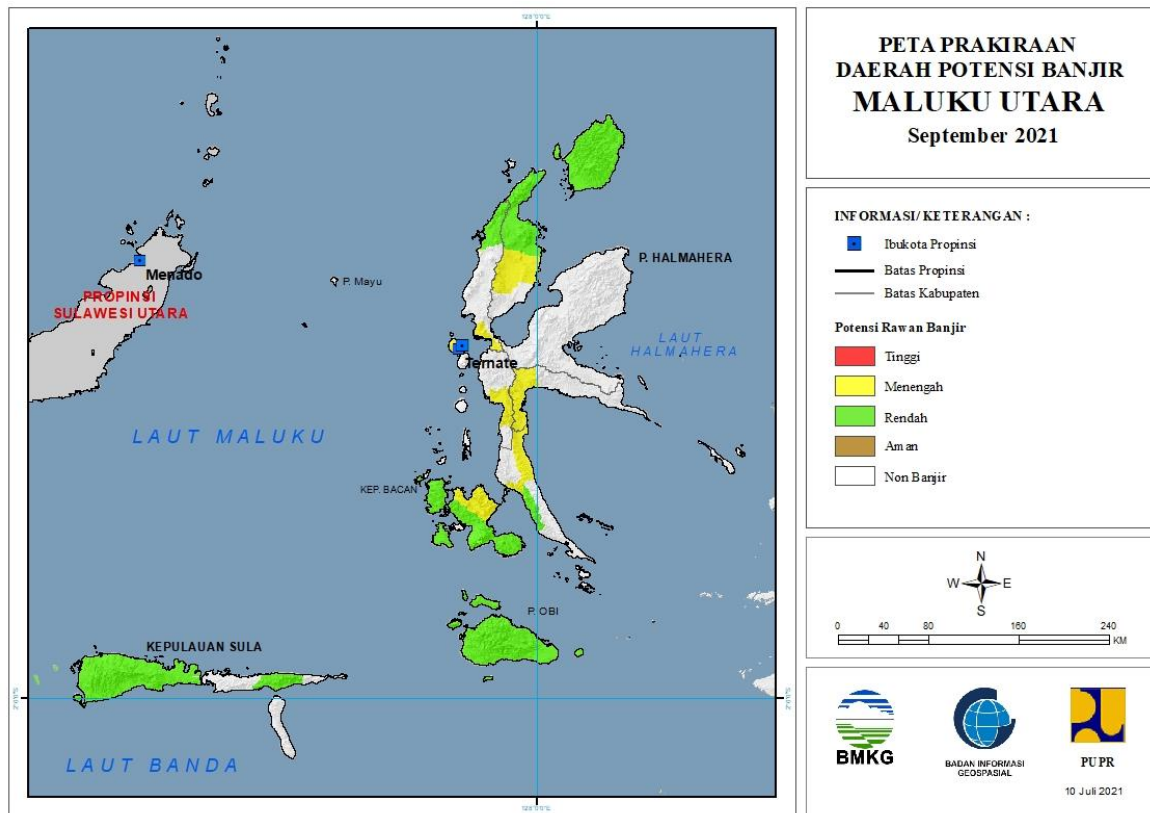 PETA PRAKIRAAN
DAERAH POTENSI BANJIR
MALUKU UTARA
September 2021
INFORMASI/KETERANGAN :
Ibukota Propinsi
Batas Propinsi
Batas Kabupaten
Potensi Rawan Banjir
Tinggi
Menengah
Rendah
Aman
Non Banjir
N
W E
S
0 40 80 160 240
KM
BMKG
BADAN INFORMASI
GEOSPASIAL
PUPR
10 Juli 2021
P. HALMAHERA
Menado
P. Mayu
PROPINSI
SULAWESI UTARA
LAUT
HALMAHERA
Ternate
LAUT MALUKU
KEP. BACAN
P. OBI
KEPULAUAN SULA
LAUT BANDA